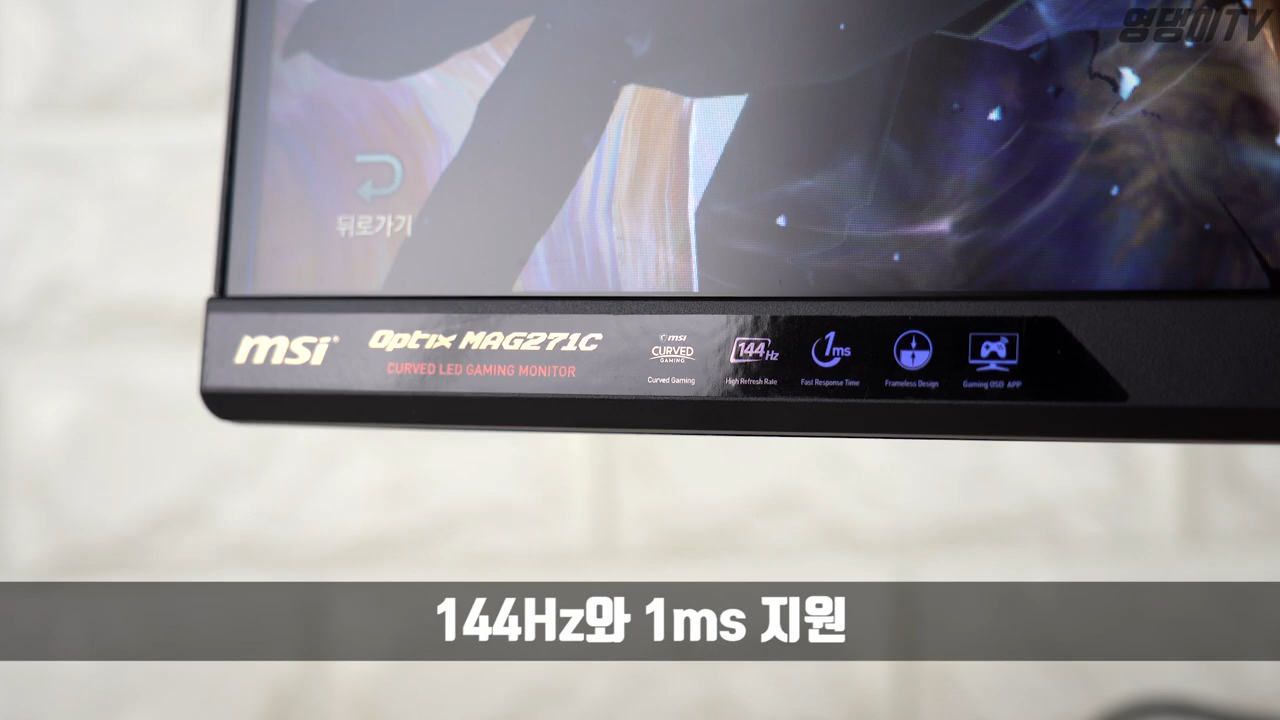 영댕이TV
뒤로가기
msi
Optix MAG271C
CURVED LED GAMING MONITOR
msi
CURVED
GAMING
Curved Gaming
144Hz
High Refresh Rate
1ms
Fast Response Time
Frameless Design
Gaming OSD APP
144Hz와 1ms 지원